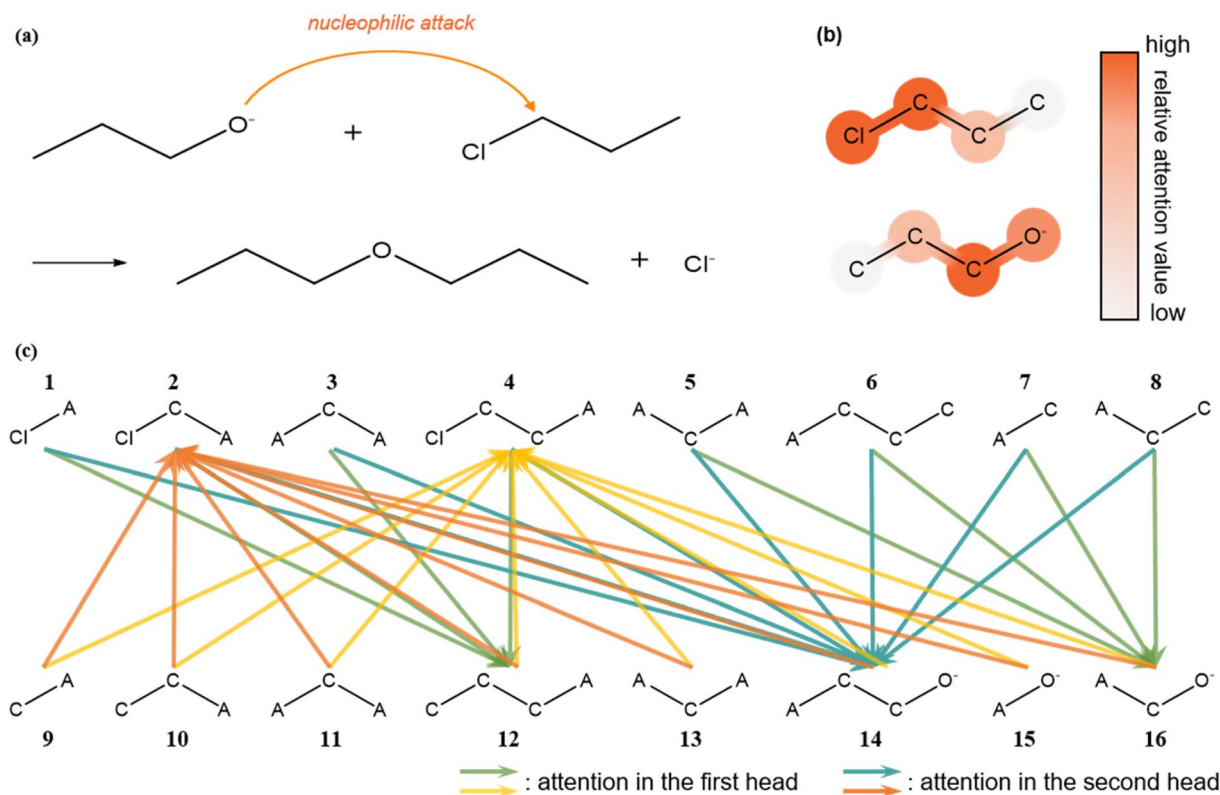 (a)
nucleophilic attack
O-
+
Cl
O
+ Cl-
(b)
high
relative attention value
low
Cl C C C
C C C O-
(c)
1 2 3 4 5 6 7 8
Cl A
Cl C A
A C A
Cl C C A
A C A
A C C C
A C
A C C
C A
C C A
A C A
C C C A
A C A
A C C O-
A O-
A C O-
9 10 11 12 13 14 15 16
: attention in the first head
: attention in the second head